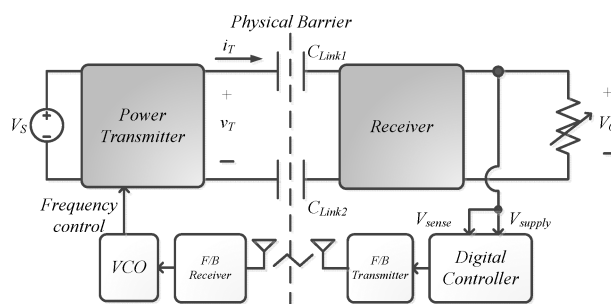 Physical Barrier
i_T
C_Link1
V_S
+
-
Power
Transmitter
+
v_T
-
Receiver
+
-
Frequency
control
C_Link2
V_sense
V_supply
VCO
F/B
Receiver
F/B
Transmitter
Digital
Controller